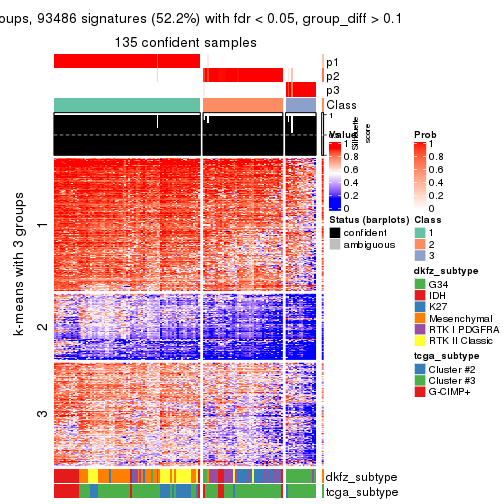 oups, 93486 signatures (52.2%) with fdr < 0.05, group_diff > 0.1
135 confident samples
p1
p2
p3
Class
1
Silhouette
score
Value
1
0.8
0.6
0.4
0.2
0
Prob
1
0.8
0.6
0.4
0.2
0
Status (barplots)
confident
ambiguous
Class
1
2
3
dkfz_subtype
G34
IDH
K27
Mesenchymal
RTK I PDGFRA
RTK II Classic
tcga_subtype
Cluster #2
Cluster #3
G-CIMP+
k-means with 3 groups
1
2
3
dkfz_subtype
tcga_subtype